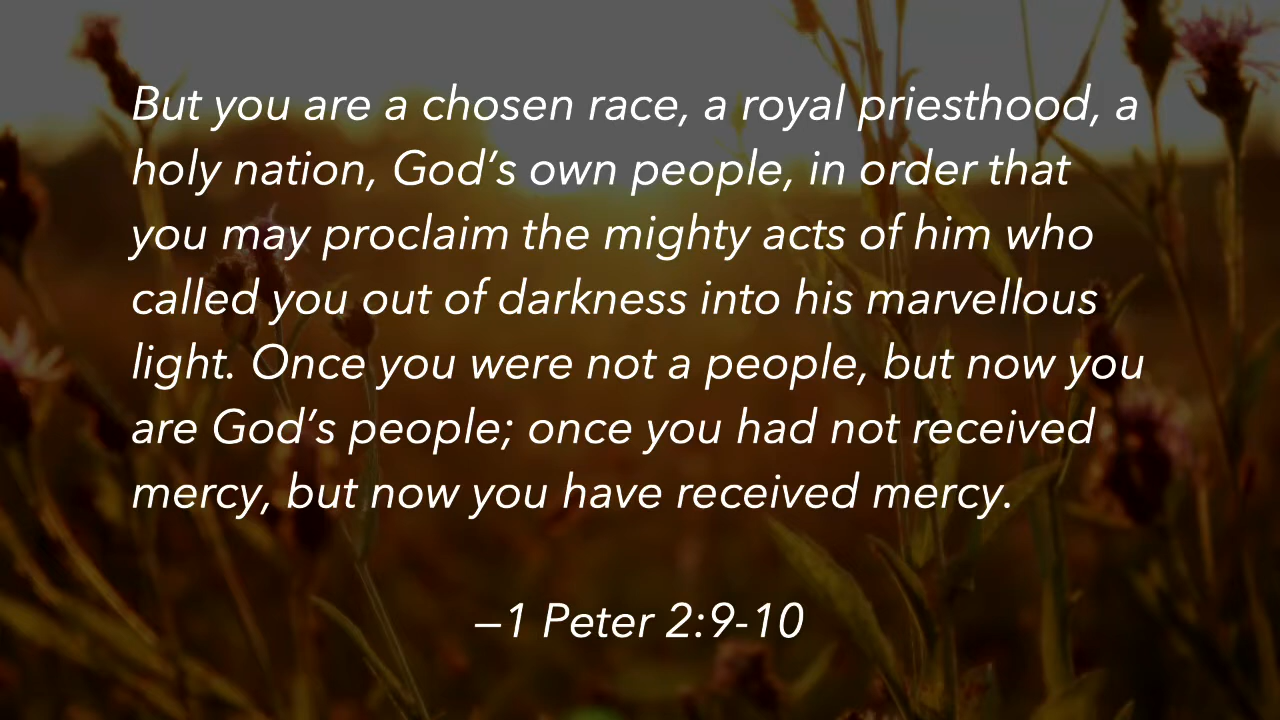 But you are a chosen race, a royal priesthood, a
holy nation, God’s own people, in order that
you may proclaim the mighty acts of him who
called you out of darkness into his marvellous
light. Once you were not a people, but now you
are God’s people; once you had not received
mercy, but now you have received mercy.
–1 Peter 2:9-10